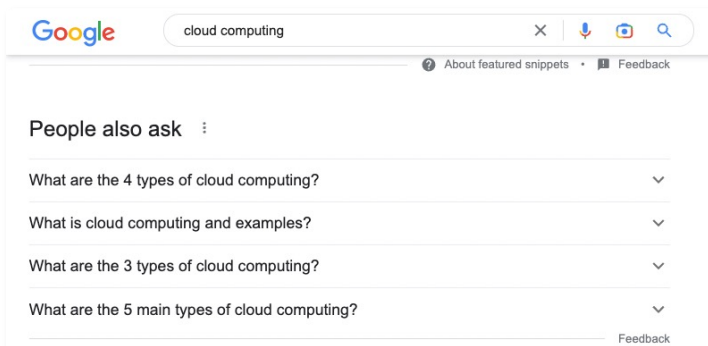 Google
cloud computing
About featured snippets • Feedback
People also ask
What are the 4 types of cloud computing?
What is cloud computing and examples?
What are the 3 types of cloud computing?
What are the 5 main types of cloud computing?
Feedback